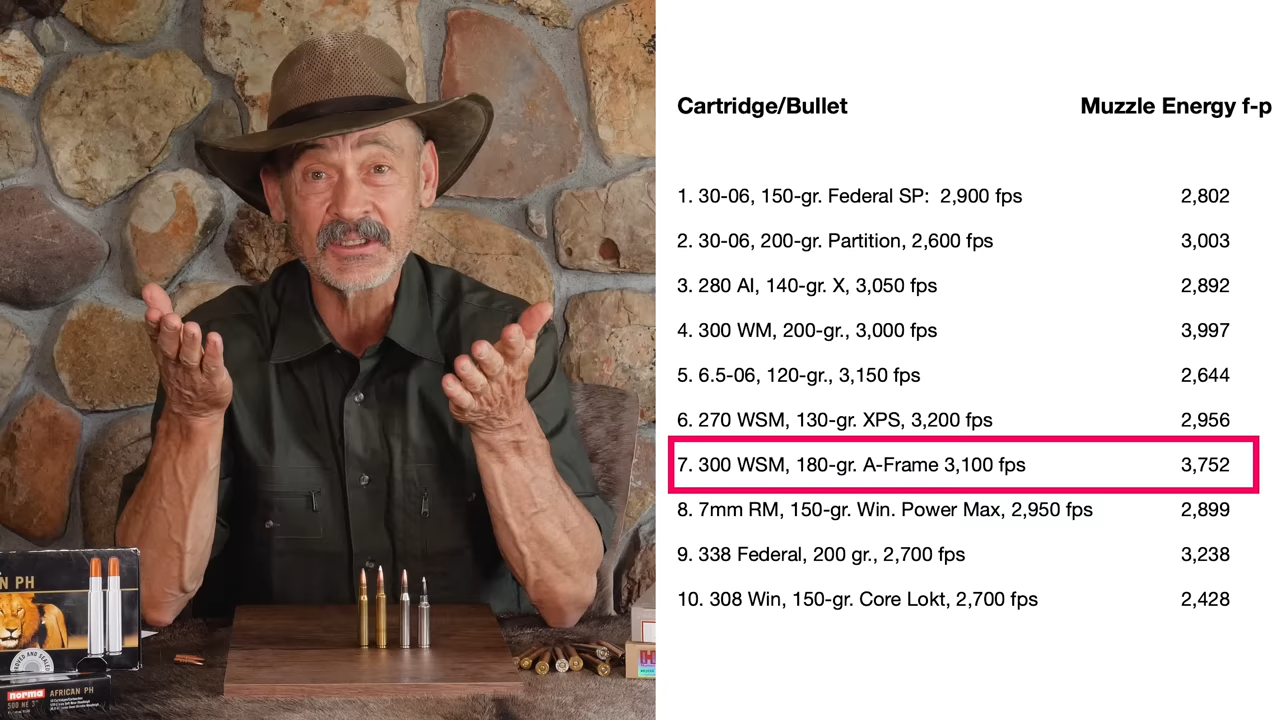 Cartridge/Bullet Muzzle Energy f-p
1. 30-06, 150-gr. Federal SP: 2,900 fps 2,802
2. 30-06, 200-gr. Partition, 2,600 fps 3,003
3. 280 AI, 140-gr. X, 3,050 fps 2,892
4. 300 WM, 200-gr., 3,000 fps 3,997
5. 6.5-06, 120-gr., 3,150 fps 2,644
6. 270 WSM, 130-gr. XPS, 3,200 fps 2,956
7. 300 WSM, 180-gr. A-Frame 3,100 fps 3,752
8. 7mm RM, 150-gr. Win. Power Max, 2,950 fps 2,899
9. 338 Federal, 200 gr., 2,700 fps 3,238
10. 308 Win, 150-gr. Core Lokt, 2,700 fps 2,428
N PH
norma AFRICAN PH
500 NE 3"
H